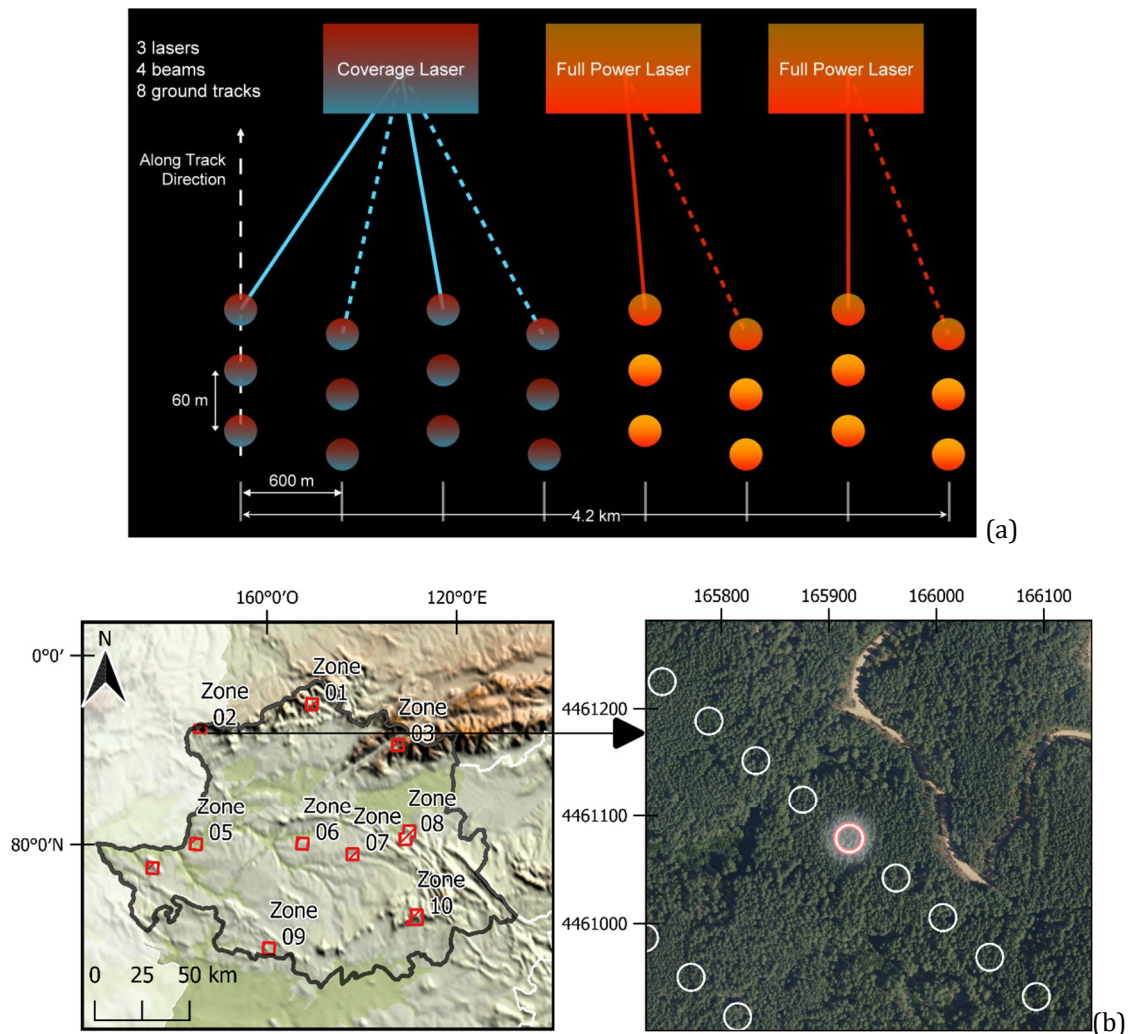 3 lasers
4 beams
8 ground tracks
Coverage Laser
Full Power Laser
Full Power Laser
Along Track
Direction
60 m
600 m
4.2 km
(a)
160°0'O
120°0'E
165800
165900
166000
166100
N
0°0'
Zone
01
Zone
02
Zone
03
4461200
Zone
05
Zone
06
Zone
07
Zone
08
4461100
80°0'N
Zone
10
4461000
Zone
09
0
25
50 km
(b)